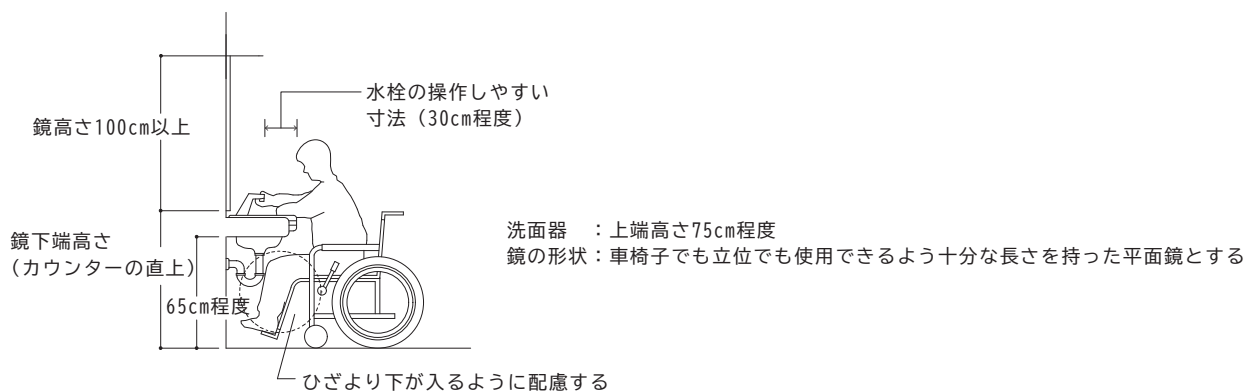 水栓の操作しやすい
寸法（30cm程度）
鏡高さ100cm以上
鏡下端高さ
（カウンターの直上）
65cm程度
洗面器　：上端高さ75cm程度
鏡の形状：車椅子でも立位でも使用できるよう十分な長さを持った平面鏡とする
ひざより下が入るように配慮する